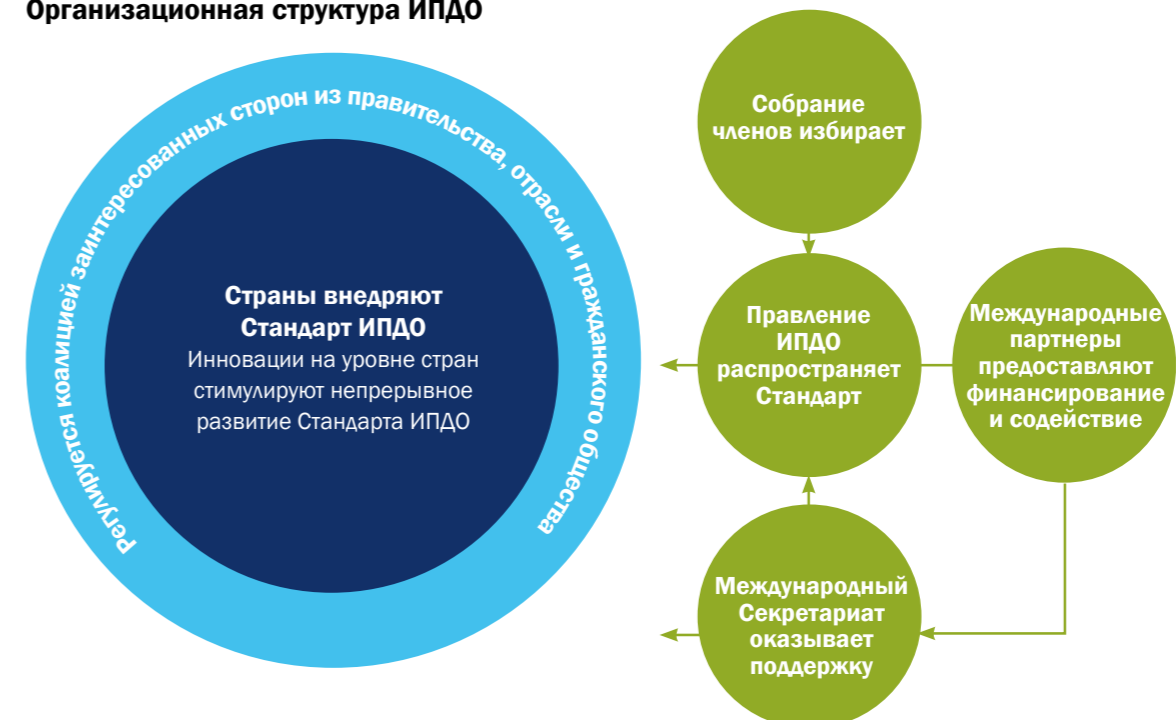 Организационная структура ИПДО
Регулируется коалицией заинтересованных сторон из правительства, отрасли и гражданского общества
Страны внедряют
Стандарт ИПДО
Инновации на уровне стран
стимулируют непрерывное
развитие Стандарта ИПДО
Собрание
членов избирает
Правление
ИПДО
распространяет
Стандарт
Международные
партнеры
предоставляют
финансирование
и содействие
Международный
Секретариат
оказывает
поддержку